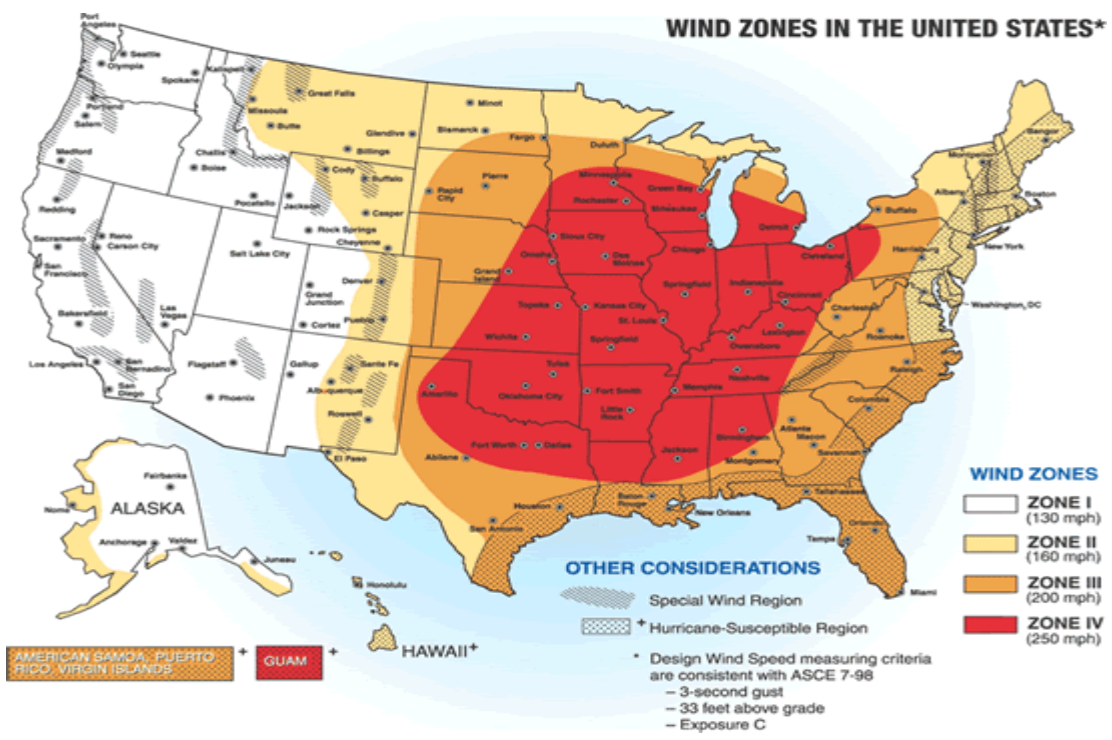 WIND ZONES IN THE UNITED STATES*
Port
Angeles
Seattle
Olympia
Spokane
Kalispell
Great Falls
Missoula
Butte
Glendive
Billings
Minot
Bismarck
Fargo
Duluth
Portland
Salem
Medford
Challis
Boise
Pocatello
Cody
Buffalo
Jackson
Casper
Rock Springs
Cheyenne
Rapid
City
Pierre
Minneapolis
Rochester
Green Bay
Milwaukee
Chicago
Detroit
Cleveland
Buffalo
Albany
Montpelier
Bangor
Boston
New York
Harrisburg
Washington, DC
Redding
Sacramento
San
Francisco
Reno
Carson City
Salt Lake City
Bakersfield
Las
Vegas
Los Angeles
San
Bernadino
San
Diego
Grand
Junction
Cortez
Denver
Pueblo
Flagstaff
Phoenix
Gallup
Santa Fe
Albuquerque
Roswell
El Paso
Sioux City
Omaha
Des
Moines
Grand
Island
Topeka
Kansas City
Wichita
St. Louis
Springfield
Springfield
Indianapolis
Cincinnati
Lexington
Owensboro
Charleston
Roanoke
Raleigh
Tulsa
Oklahoma City
Amarillo
Fort Smith
Little
Rock
Memphis
Nashville
Columbia
Atlanta
Macon
Savannah
Birmingham
Montgomery
Jackson
Fort Worth
Dallas
Abilene
Houston
San Antonio
Baton
Rouge
New Orleans
Tallahassee
Orlando
Tampa
Miami
ALASKA
Fairbanks
Nome
Anchorage
Valdez
Juneau
Honolulu
HAWAII+
AMERICAN SAMOA, PUERTO
RICO, VIRGIN ISLANDS
+
GUAM
+
WIND ZONES
ZONE I
(130 mph)
ZONE II
(160 mph)
ZONE III
(200 mph)
ZONE IV
(250 mph)
OTHER CONSIDERATIONS
Special Wind Region
+ Hurricane-Susceptible Region
* Design Wind Speed measuring criteria
are consistent with ASCE 7-98
– 3-second gust
– 33 feet above grade
– Exposure C